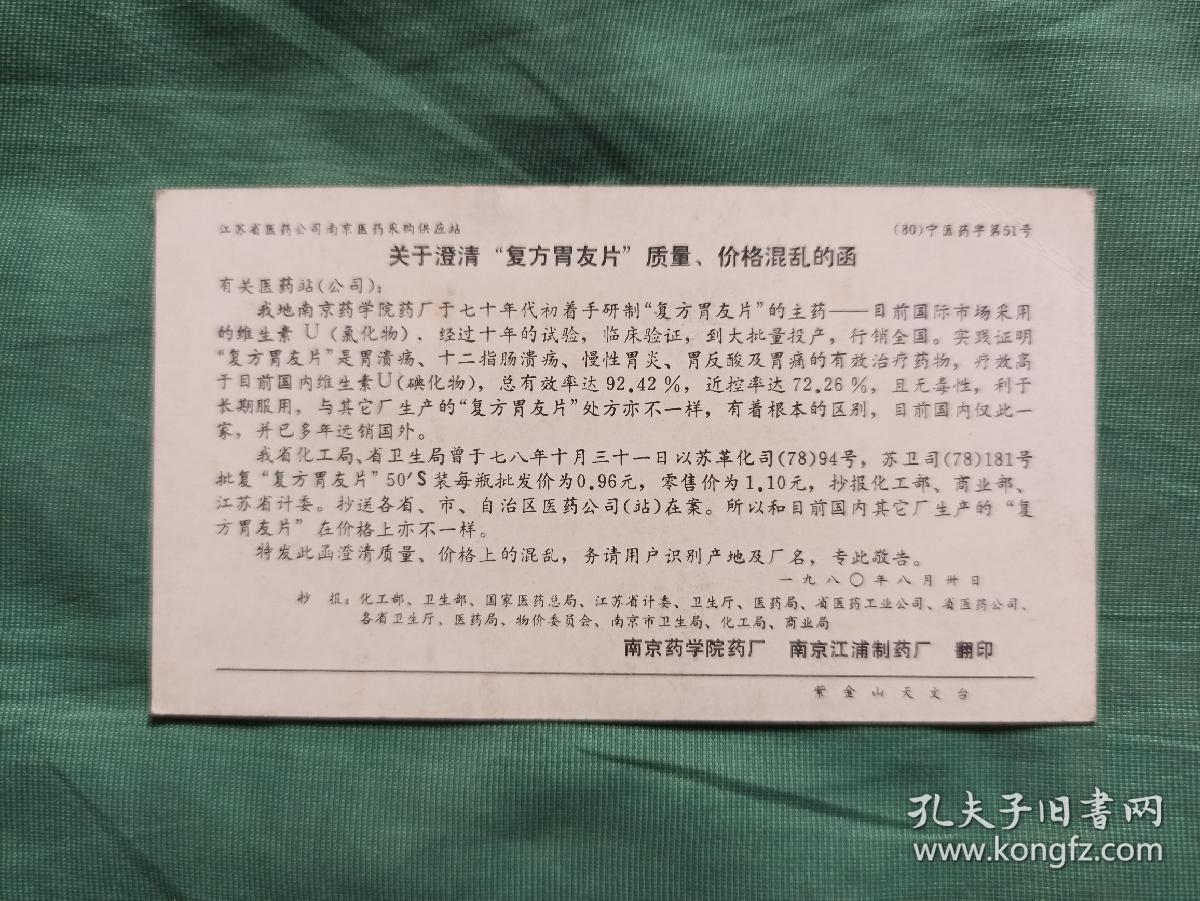 江苏省医药公司南京医药采购供应站
(80)宁医药字第51号
关于澄清“复方胃友片”质量、价格混乱的函
有关医药站(公司)：
我地南京药学院药厂于七十年代初着手研制“复方胃友片”的主药——目前国际市场采用
的维生素 U (氯化物)．经过十年的试验，临床验证，到大批量投产，行销全国。实践证明
“复方胃友片”是胃溃疡、十二指肠溃疡、慢性胃炎、胃反酸及胃痛的有效治疗药物，疗效高
于目前国内维生素U(碘化物)，总有效率达 92.42%，近控率达 72.26%，且无毒性，利于
长期服用，与其它厂生产的“复方胃友片”处方亦不一样，有着根本的区别，目前国内仅此一
家，并已多年远销国外。
我省化工局、省卫生局曾于七八年十月三十一日以苏革化司(78)94号，苏卫司(78)181号
批复“复方胃友片”50'S 装每瓶批发价为0.96元，零售价为1.10元，抄报化工部、商业部、
江苏省计委。抄送各省、市、自治区医药公司(站)在案。所以和目前国内其它厂生产的“复
方胃友片”在价格上亦不一样。
特发此函澄清质量、价格上的混乱，务请用户识别产地及厂名，专此敬告。
一九八〇年八月卅日
抄 报：化工部、卫生部、国家医药总局、江苏省计委、卫生厅、医药局、省医药工业公司、省医药公司、
各省卫生厅、医药局、物价委员会、南京市卫生局、化工局、商业局
南京药学院药厂 南京江浦制药厂 翻印
紫金山天文台
孔夫子旧书网
www.kongfz.com